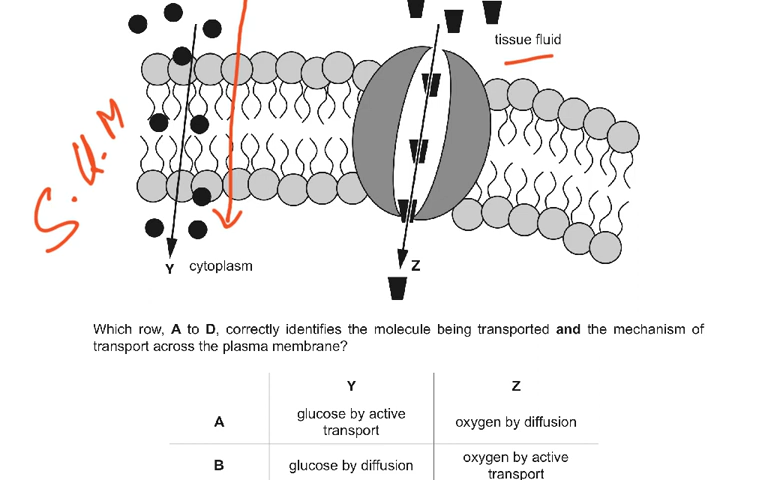 tissue fluid
S.U.M
Y cytoplasm
Z
Which row, A to D, correctly identifies the molecule being transported and the mechanism of
transport across the plasma membrane?
Y Z
A glucose by active transport oxygen by diffusion
B glucose by diffusion oxygen by active transport